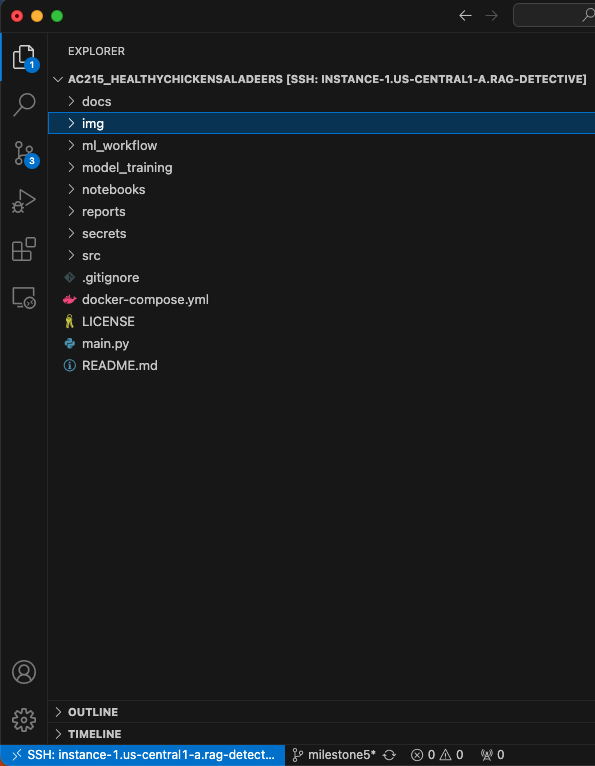 EXPLORER
1
AC215_HEALTHYCHICKENSALADEERS [SSH: INSTANCE-1.US-CENTRAL1-A.RAG-DETECTIVE]
docs
img
ml_workflow
3
model_training
notebooks
reports
secrets
src
.gitignore
docker-compose.yml
LICENSE
main.py
README.md
OUTLINE
TIMELINE
SSH: instance-1.us-central1-a.rag-detect... milestone5* 0 0 0